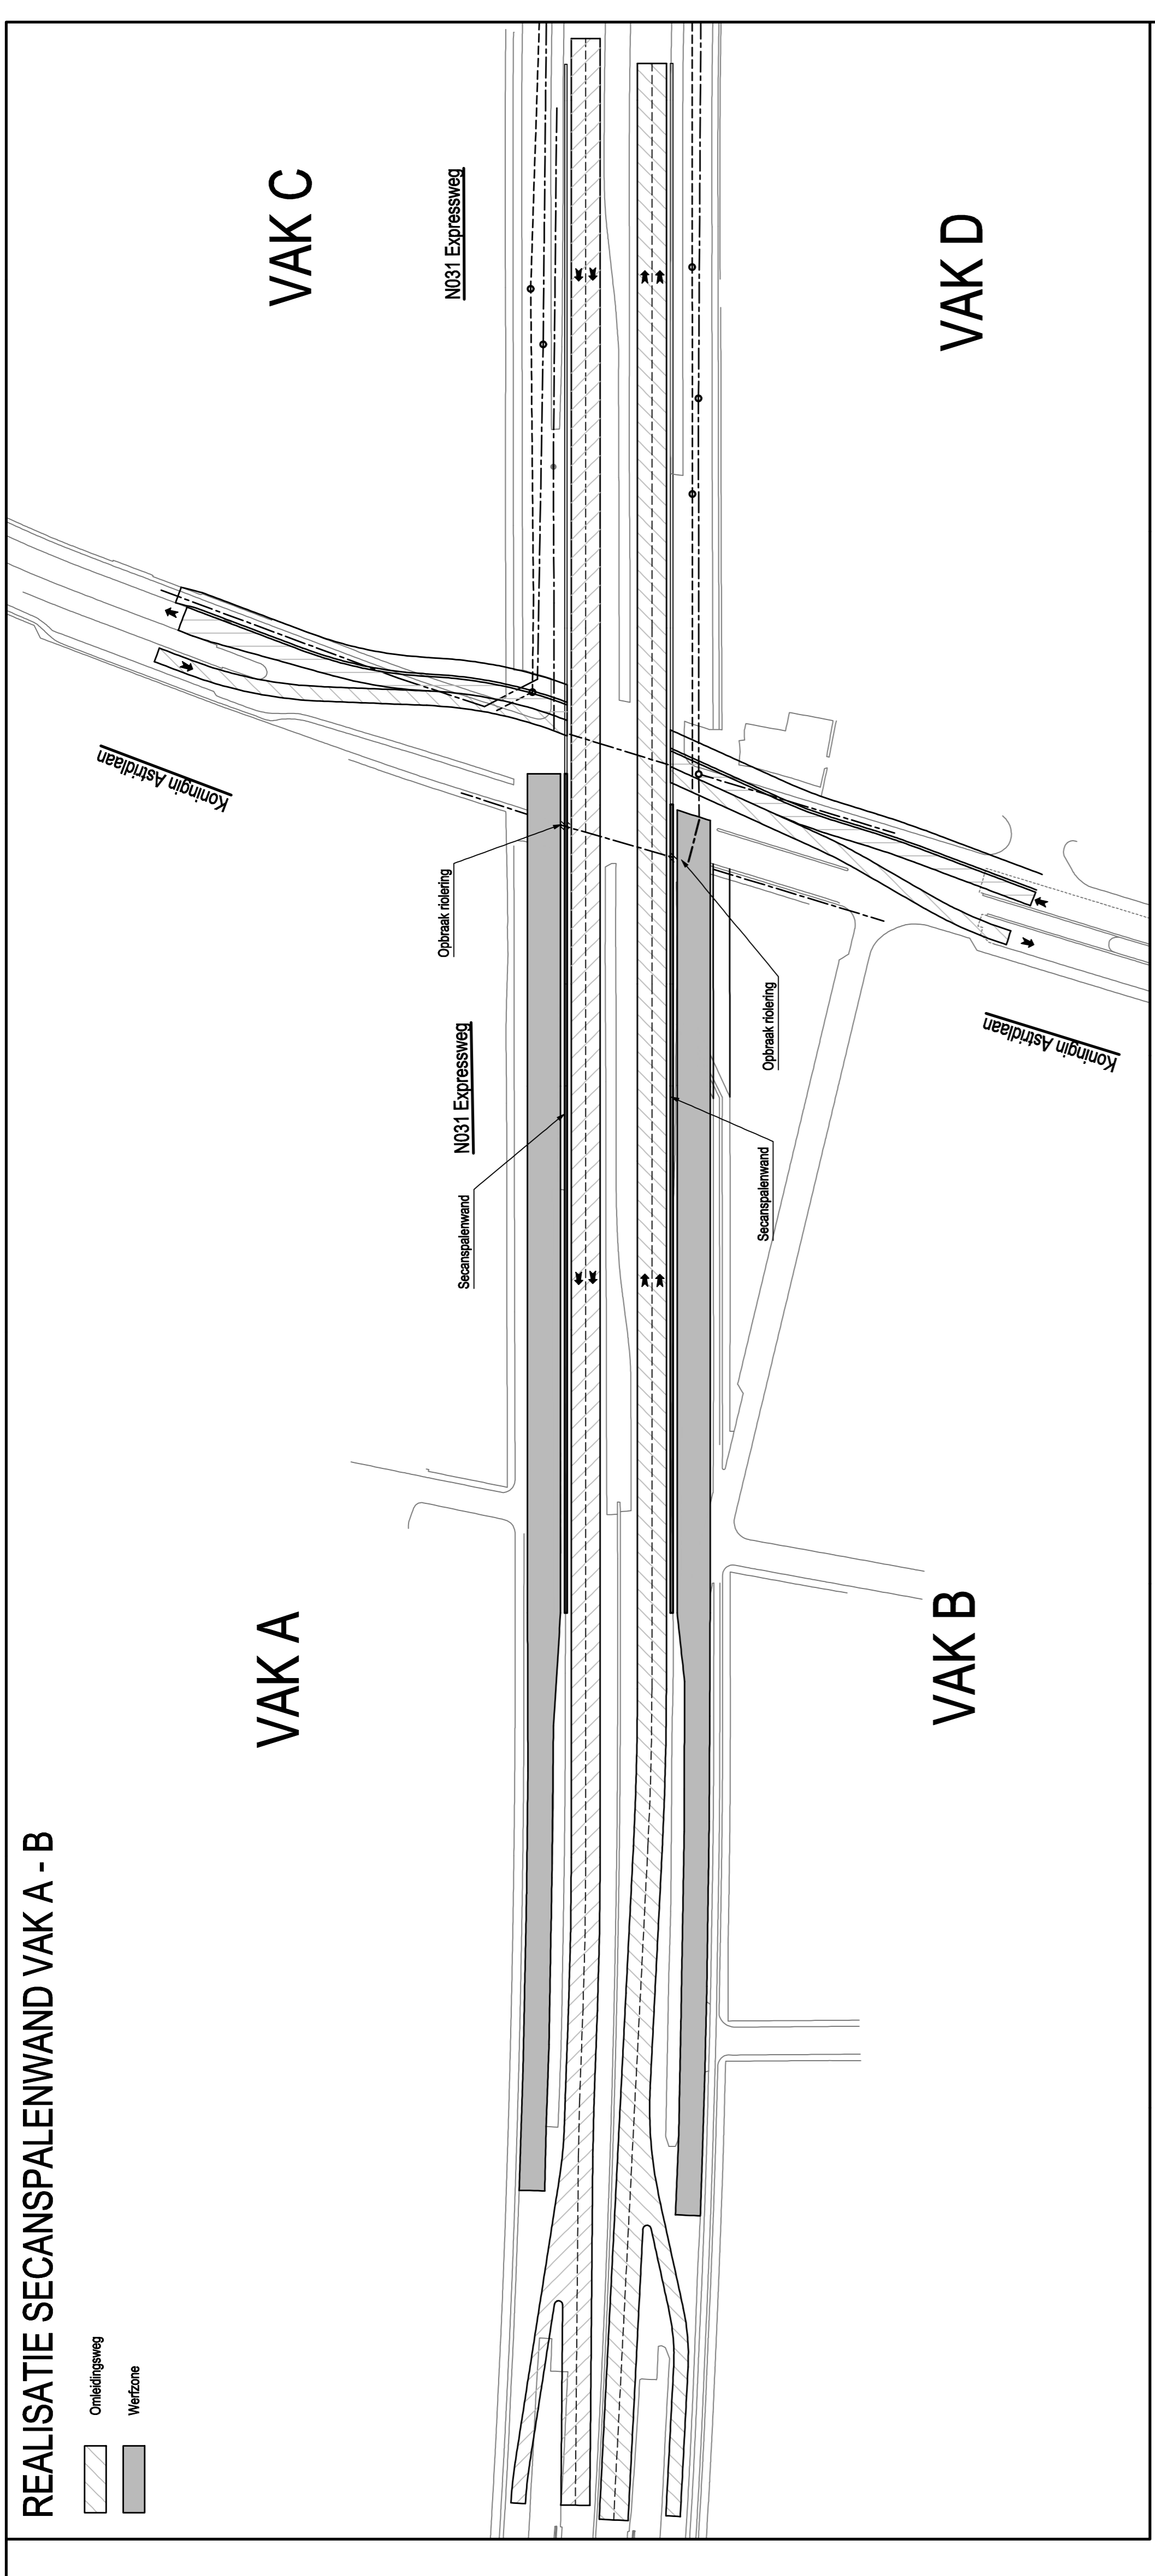 REALISATIE SECANSPALENWAND VAK A - B
Omleidingsweg
Werfzone
VAK A
VAK C
Koningin Astridlaan
N031 Expressweg
Opbraak riolering
N031 Expressweg
Secanspalenwand
Secanspalenwand
Opbraak riolering
VAK B
VAK D
Koningin Astridlaan